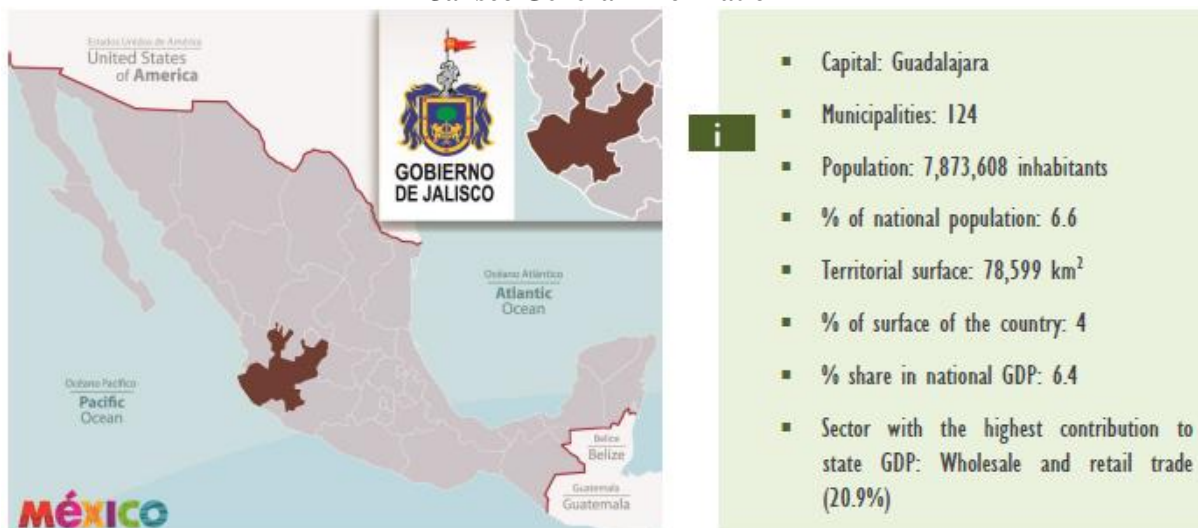 Estados Unidos de América
United States
of America
GOBIERNO
DE JALISCO
Océano Atlántico
Atlantic
Ocean
Océano Pacífico
Pacific
Ocean
Belice
Belize
Guatemala
Guatemala
méxico
i
▪ Capital: Guadalajara
▪ Municipalities: 124
▪ Population: 7,873,608 inhabitants
▪ % of national population: 6.6
▪ Territorial surface: 78,599 km²
▪ % of surface of the country: 4
▪ % share in national GDP: 6.4
▪ Sector with the highest contribution to
state GDP: Wholesale and retail trade
(20.9%)